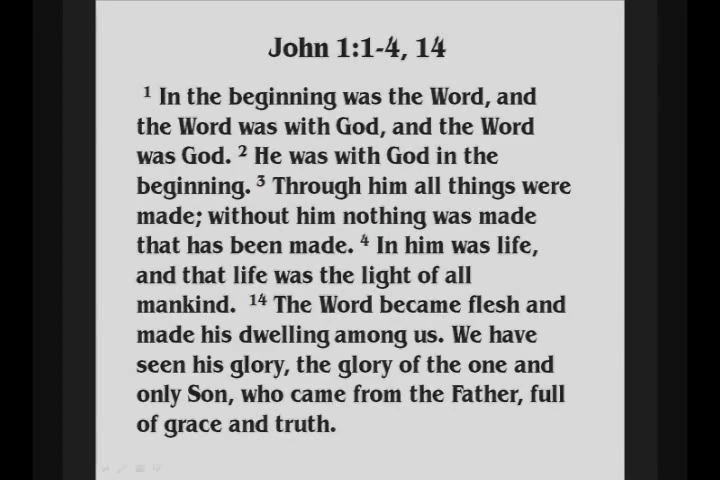 John 1:1-4, 14
1 In the beginning was the Word, and
the Word was with God, and the Word
was God. 2 He was with God in the
beginning. 3 Through him all things were
made; without him nothing was made
that has been made. 4 In him was life,
and that life was the light of all
mankind. 14 The Word became flesh and
made his dwelling among us. We have
seen his glory, the glory of the one and
only Son, who came from the Father, full
of grace and truth.